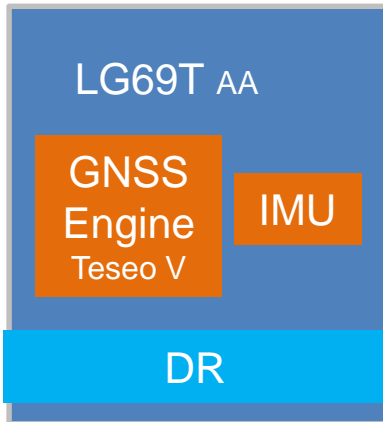 LG69T AA
GNSS
Engine
Teseo V
IMU
DR